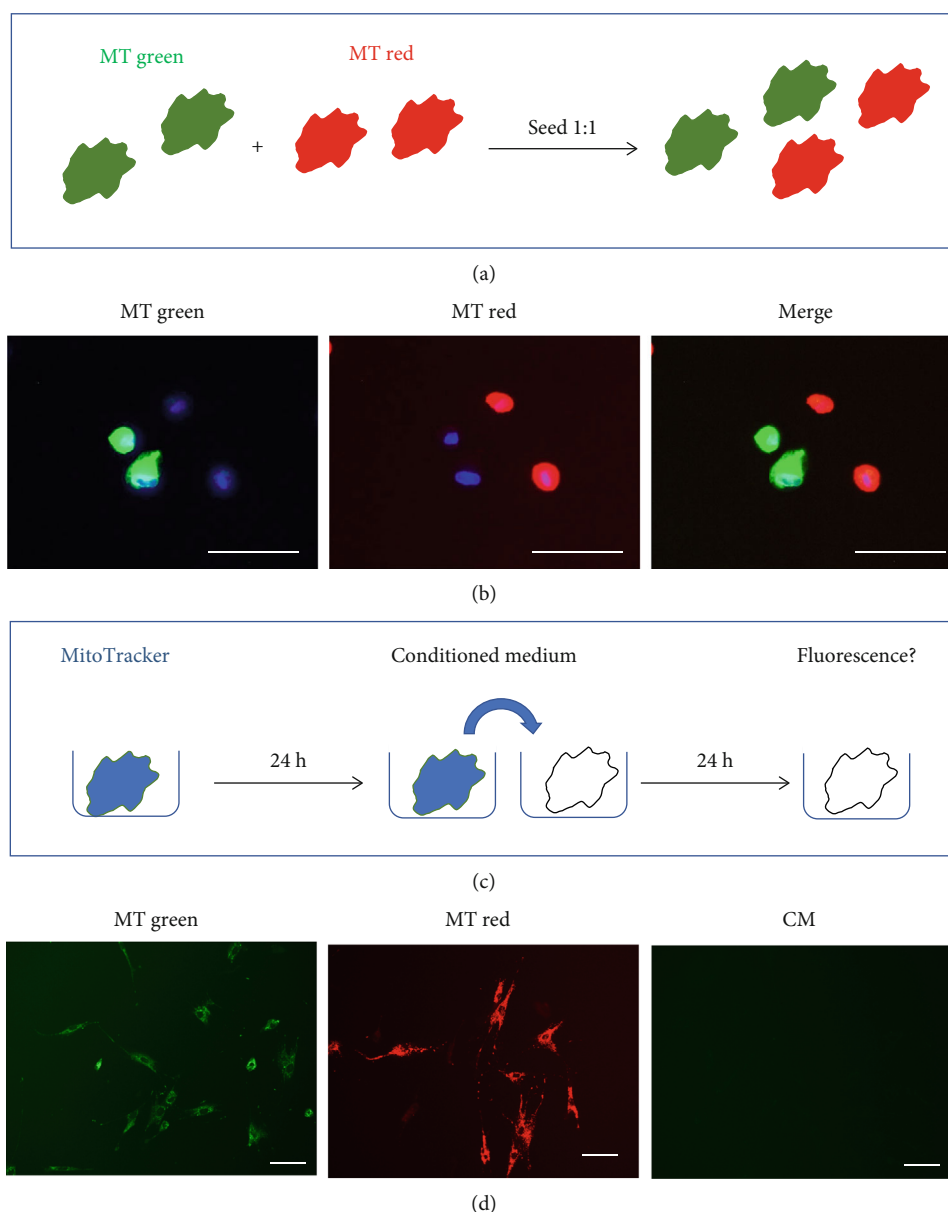 MT green
MT red
+
Seed 1:1
(a)
MT green
MT red
Merge
(b)
MitoTracker
Conditioned medium
Fluorescence?
24 h
24 h
(c)
MT green
MT red
CM
(d)